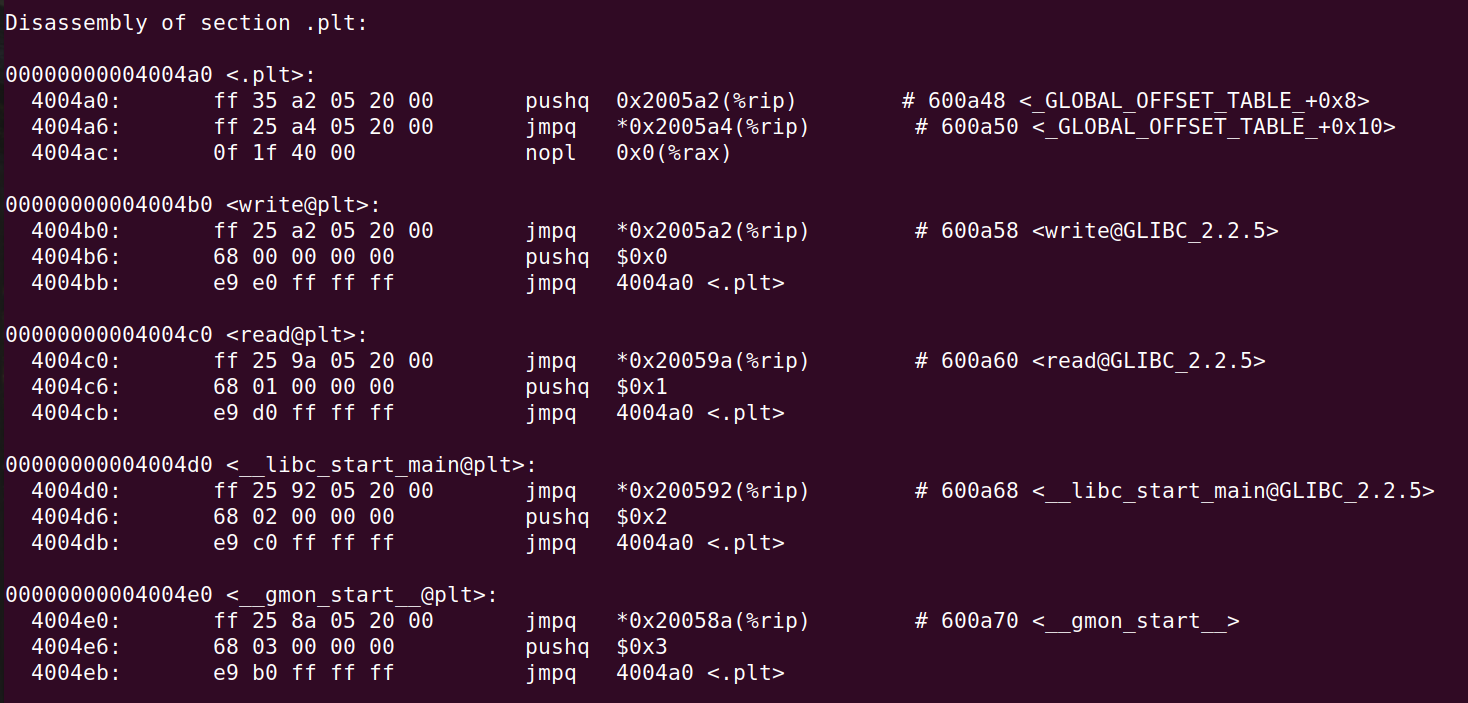 Disassembly of section .plt:
00000000004004a0 <.plt>:
4004a0: ff 35 a2 05 20 00 pushq 0x2005a2(%rip) # 600a48 <_GLOBAL_OFFSET_TABLE_+0x8>
4004a6: ff 25 a4 05 20 00 jmpq *0x2005a4(%rip) # 600a50 <_GLOBAL_OFFSET_TABLE_+0x10>
4004ac: 0f 1f 40 00 nopl 0x0(%rax)
00000000004004b0 <write@plt>:
4004b0: ff 25 a2 05 20 00 jmpq *0x2005a2(%rip) # 600a58 <write@GLIBC_2.2.5>
4004b6: 68 00 00 00 00 pushq $0x0
4004bb: e9 e0 ff ff ff jmpq 4004a0 <.plt>
00000000004004c0 <read@plt>:
4004c0: ff 25 9a 05 20 00 jmpq *0x20059a(%rip) # 600a60 <read@GLIBC_2.2.5>
4004c6: 68 01 00 00 00 pushq $0x1
4004cb: e9 d0 ff ff ff jmpq 4004a0 <.plt>
00000000004004d0 <__libc_start_main@plt>:
4004d0: ff 25 92 05 20 00 jmpq *0x200592(%rip) # 600a68 <__libc_start_main@GLIBC_2.2.5>
4004d6: 68 02 00 00 00 pushq $0x2
4004db: e9 c0 ff ff ff jmpq 4004a0 <.plt>
00000000004004e0 <__gmon_start__@plt>:
4004e0: ff 25 8a 05 20 00 jmpq *0x20058a(%rip) # 600a70 <__gmon_start__>
4004e6: 68 03 00 00 00 pushq $0x3
4004eb: e9 b0 ff ff ff jmpq 4004a0 <.plt>